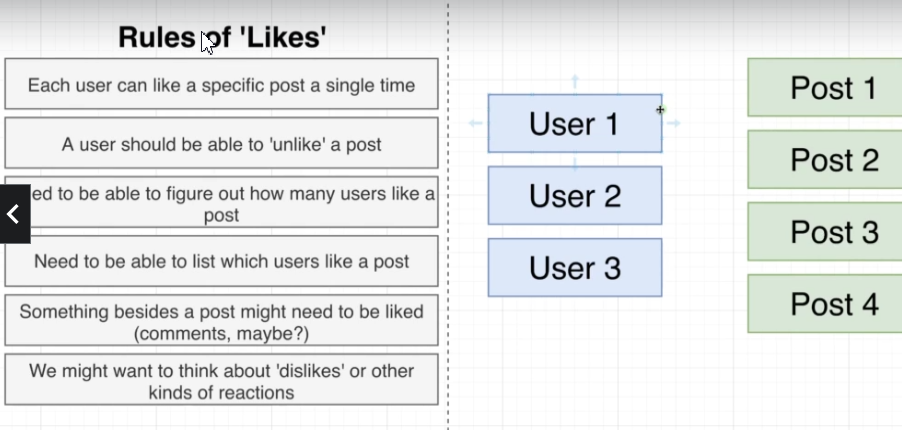 Rules of 'Likes'
Each user can like a specific post a single time
A user should be able to 'unlike' a post
to be able to figure out how many users like a
post
Need to be able to list which users like a post
Something besides a post might need to be liked
(comments, maybe?)
We might want to think about 'dislikes' or other
kinds of reactions
User 1
User 2
User 3
Post 1
Post 2
Post 3
Post 4